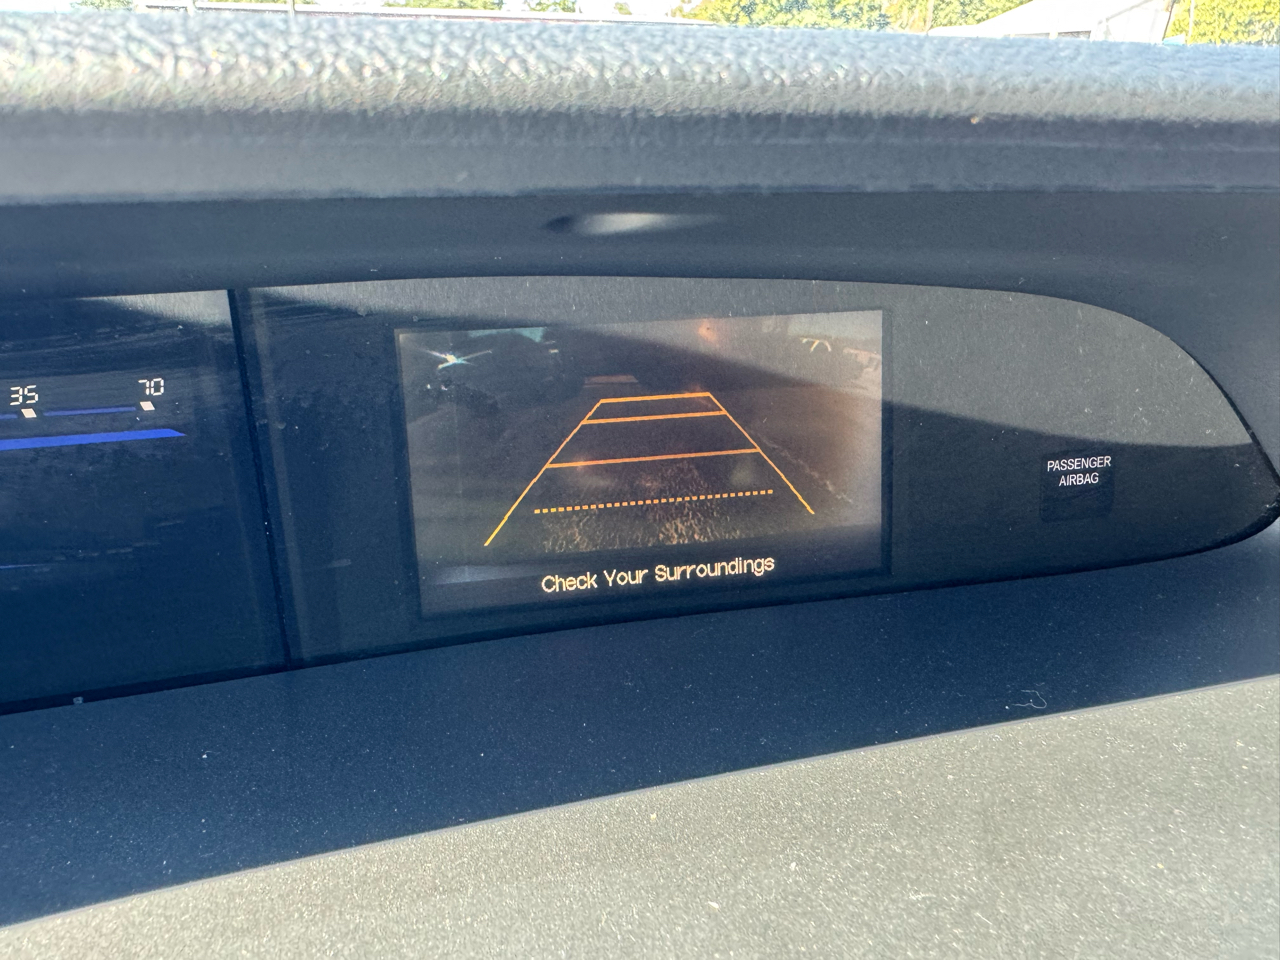 35 70
PASSENGER
AIRBAG
Check Your Surroundings